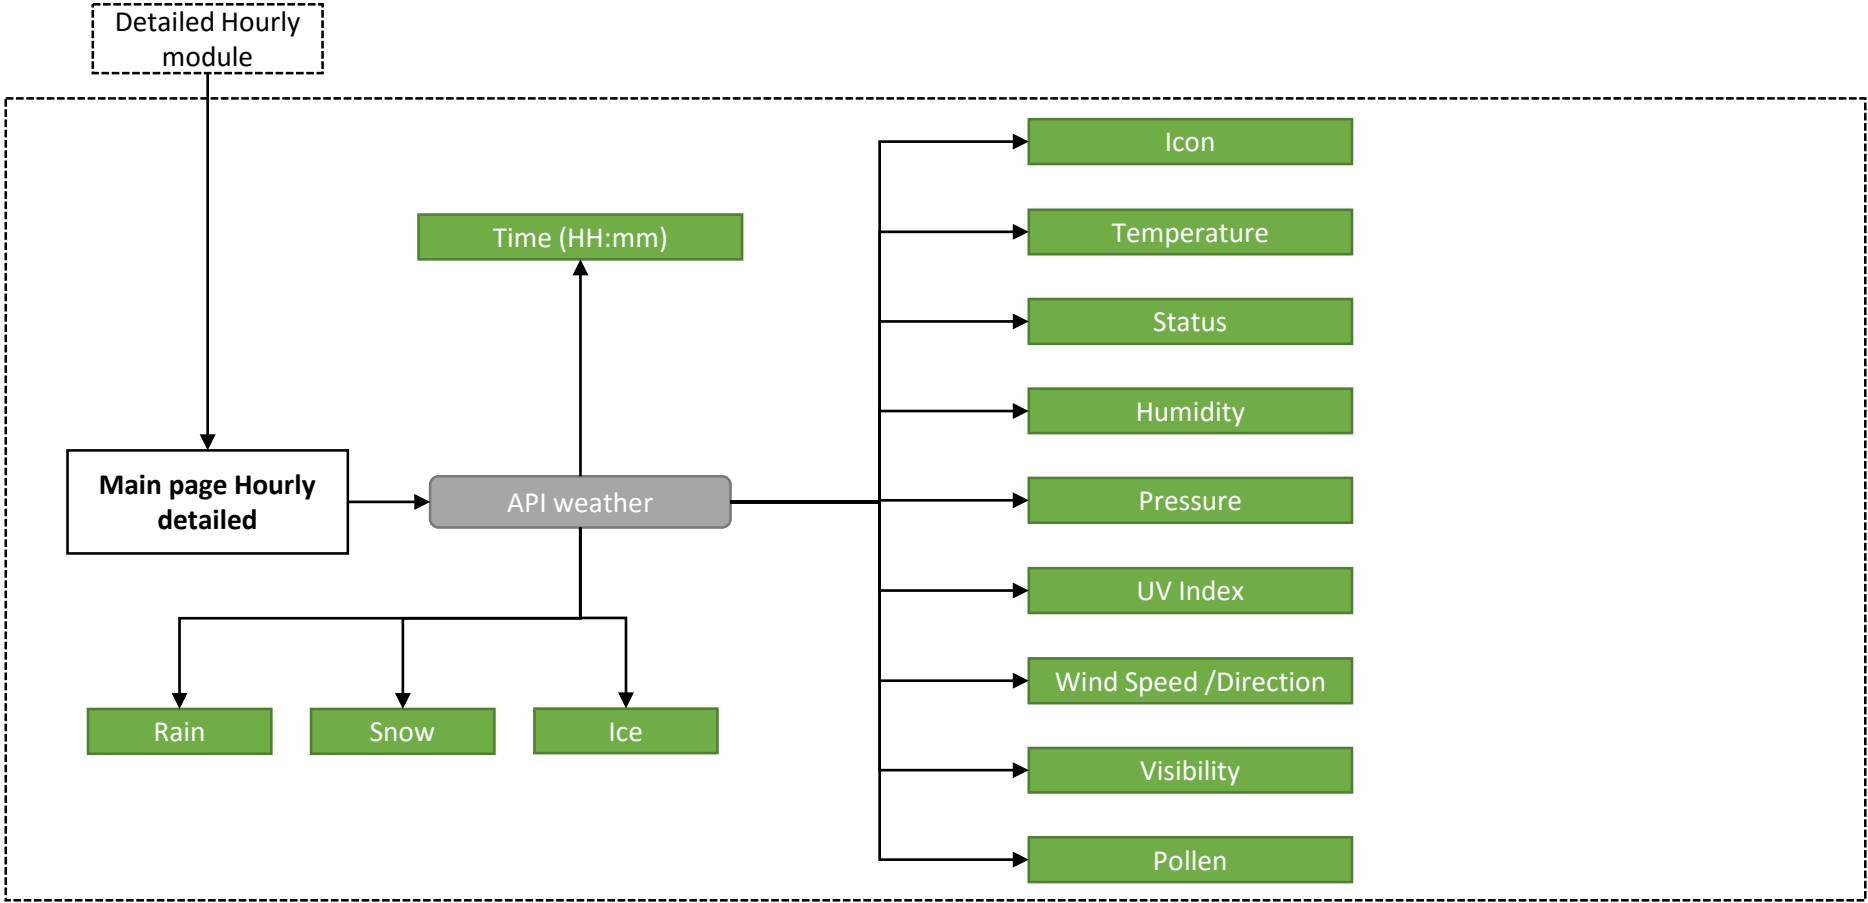 Detailed Hourly
module
Icon
Time (HH:mm)
Temperature
Status
Humidity
Main page Hourly
detailed
API weather
Pressure
UV Index
Wind Speed /Direction
Rain
Snow
Ice
Visibility
Pollen